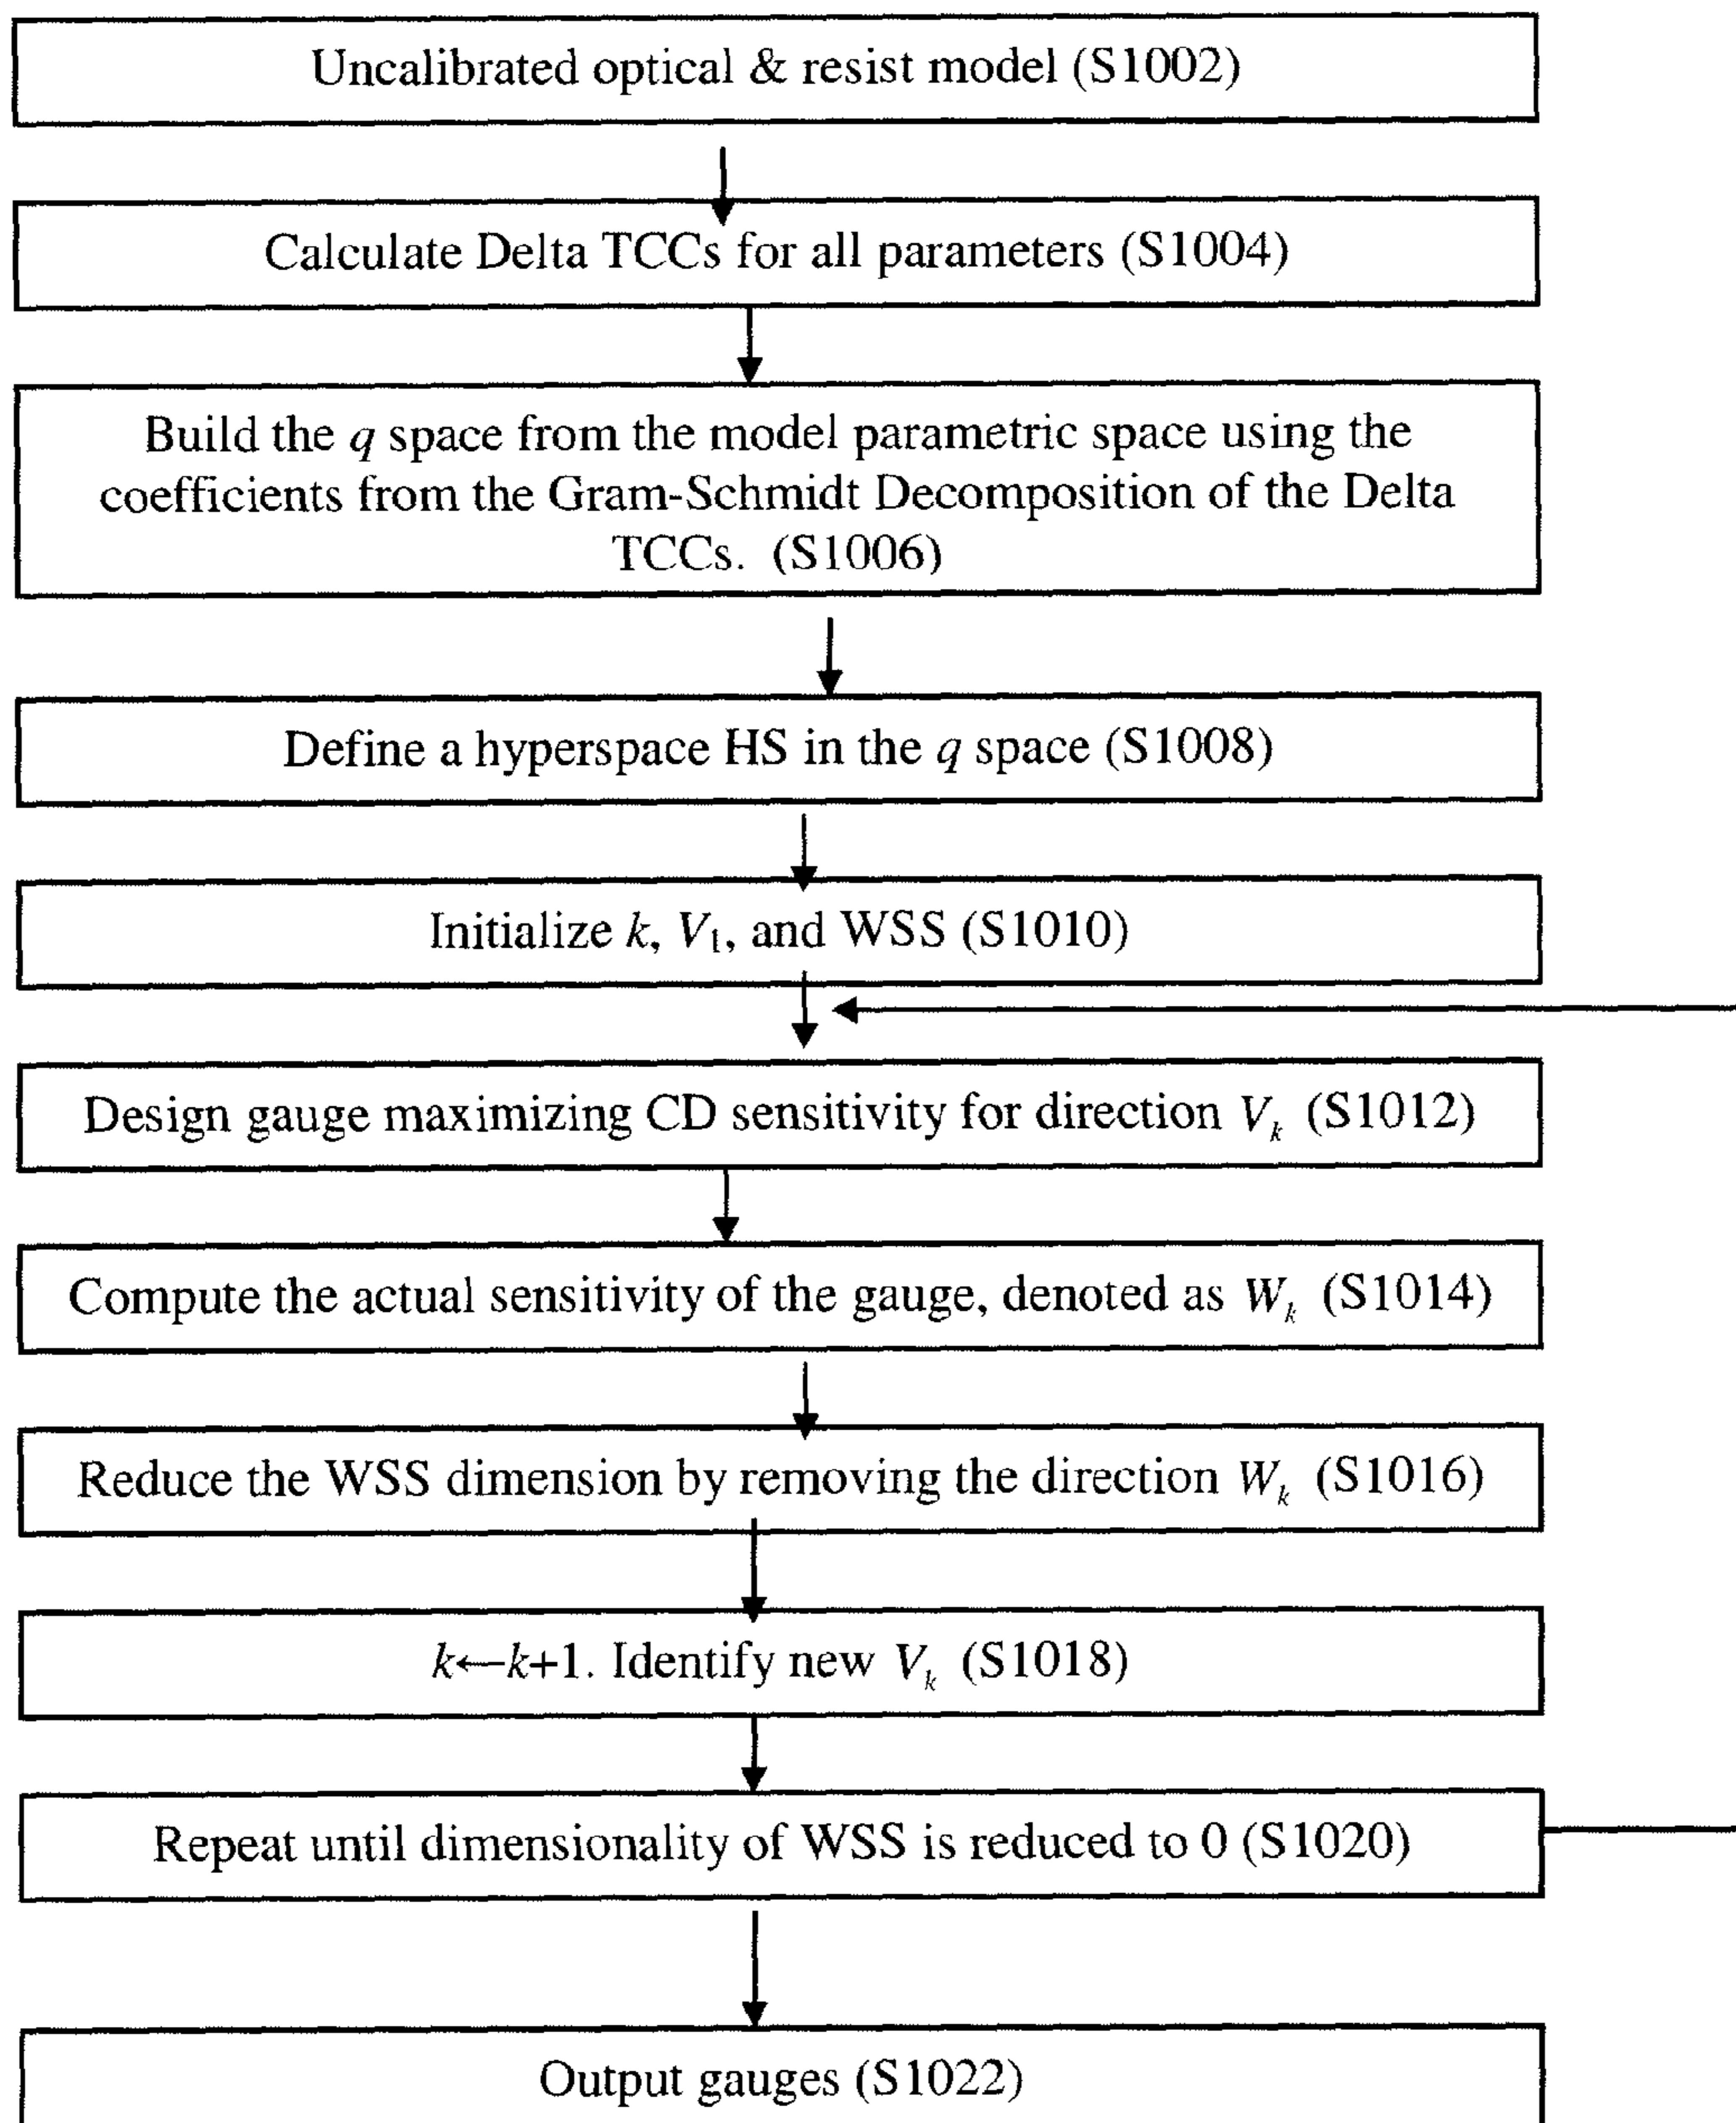 Uncalibrated optical & resist model (S1002)
Calculate Delta TCCs for all parameters (S1004)
Build the q space from the model parametric space using the
coefficients from the Gram-Schmidt Decomposition of the Delta
TCCs. (S1006)
Define a hyperspace HS in the q space (S1008)
Initialize k, V₁, and WSS (S1010)
Design gauge maximizing CD sensitivity for direction Vₖ (S1012)
Compute the actual sensitivity of the gauge, denoted as Wₖ (S1014)
Reduce the WSS dimension by removing the direction Wₖ (S1016)
k←k+1. Identify new Vₖ (S1018)
Repeat until dimensionality of WSS is reduced to 0 (S1020)
Output gauges (S1022)